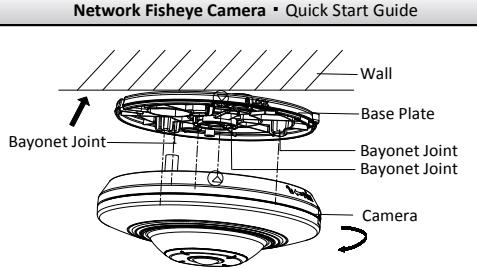 Network Fisheye Camera · Quick Start Guide
Wall
Base Plate
Bayonet Joint
Bayonet Joint
Bayonet Joint
Camera